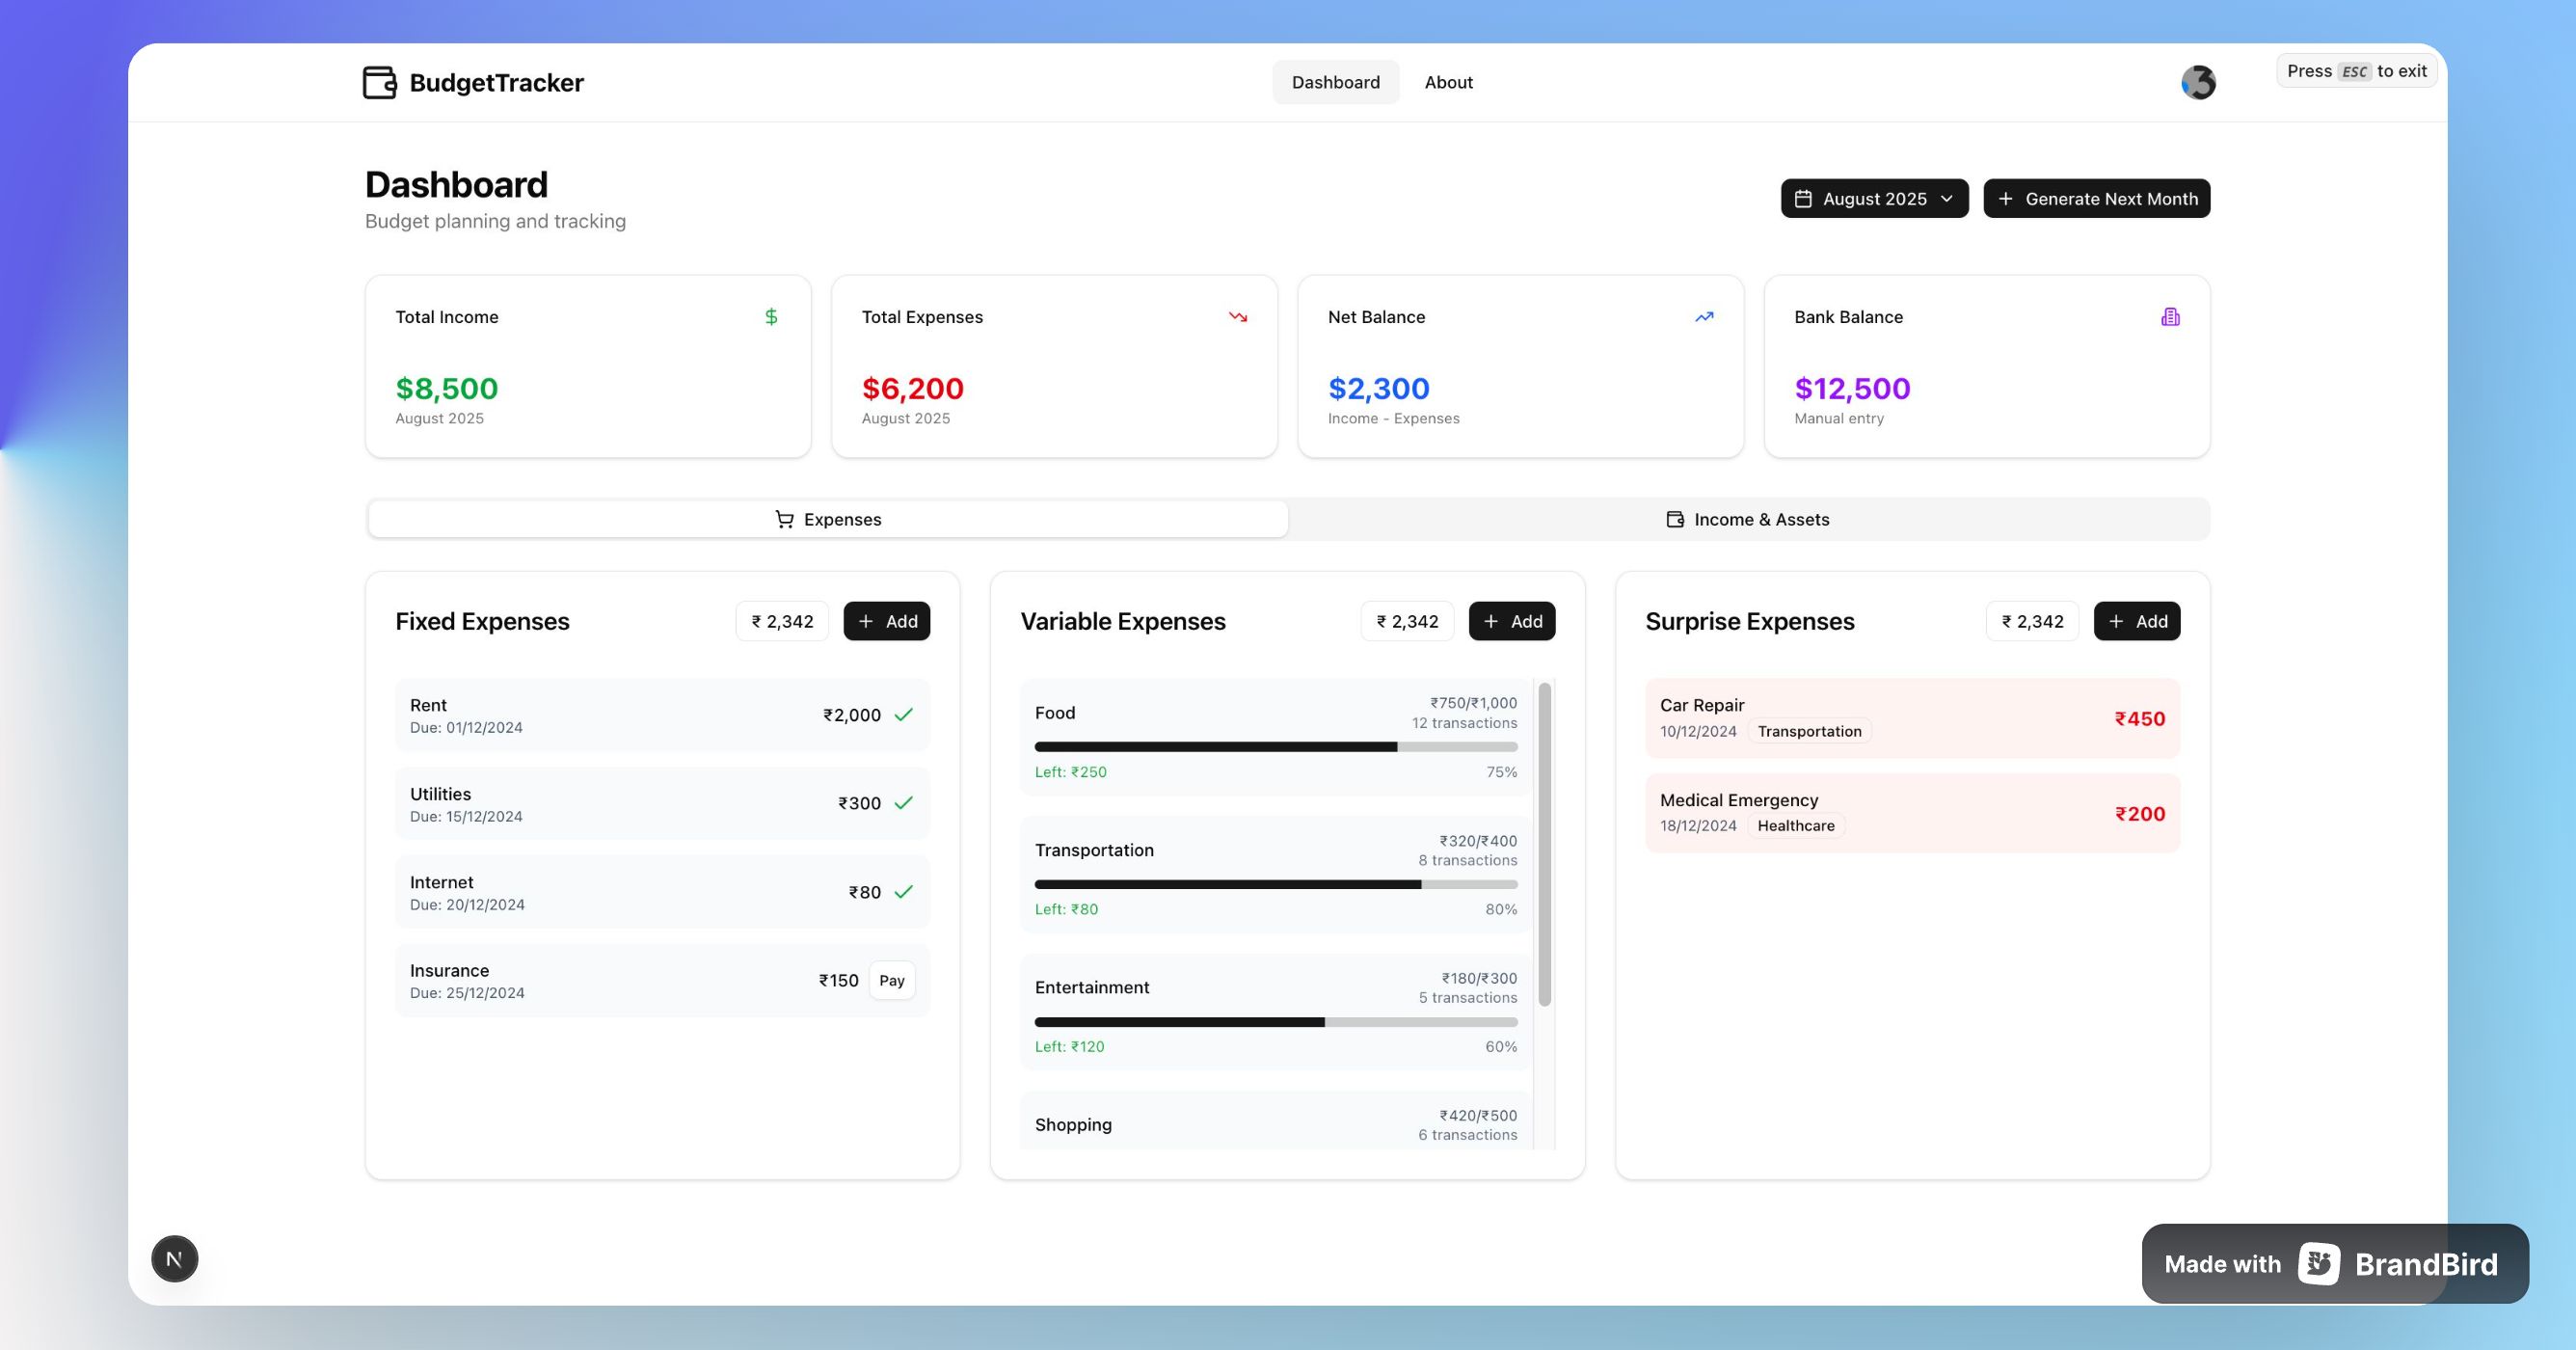 BudgetTracker
Dashboard
About
Press ESC to exit
Dashboard
Budget planning and tracking
August 2025
Generate Next Month
Total Income
$8,500
August 2025
Total Expenses
$6,200
August 2025
Net Balance
$2,300
Income - Expenses
Bank Balance
$12,500
Manual entry
Expenses
Income & Assets
Fixed Expenses
₹ 2,342
Add
Rent
Due: 01/12/2024
₹2,000
Utilities
Due: 15/12/2024
₹300
Internet
Due: 20/12/2024
₹80
Insurance
Due: 25/12/2024
₹150
Pay
Variable Expenses
₹ 2,342
Add
Food
₹750/₹1,000
12 transactions
Left: ₹250
75%
Transportation
₹320/₹400
8 transactions
Left: ₹80
80%
Entertainment
₹180/₹300
5 transactions
Left: ₹120
60%
Shopping
₹420/₹500
6 transactions
Surprise Expenses
₹ 2,342
Add
Car Repair
10/12/2024
Transportation
₹450
Medical Emergency
18/12/2024
Healthcare
₹200
N
Made with BrandBird